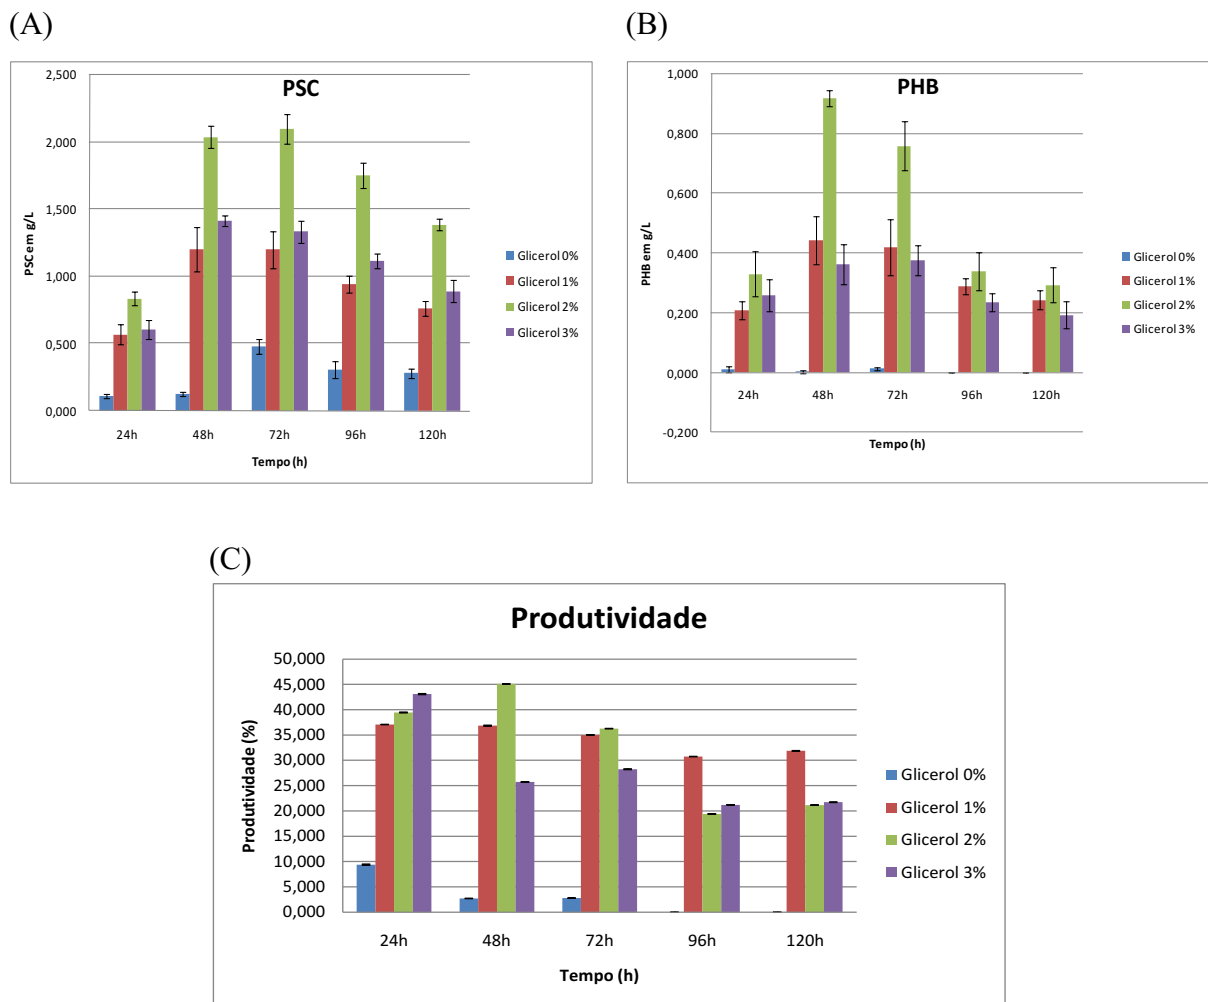 (A)
PSC
2,500
2,000
1,500
1,000
0,500
0,000
PSC em g/L
24h 48h 72h 96h 120h
Tempo (h)
Glicerol 0%
Glicerol 1%
Glicerol 2%
Glicerol 3%
(B)
PHB
1,000
0,800
0,600
0,400
0,200
0,000
-0,200
PHB em g/L
24h 48h 72h 96h 120h
Tempo (h)
Glicerol 0%
Glicerol 1%
Glicerol 2%
Glicerol 3%
(C)
Produtividade
50,000
45,000
40,000
35,000
30,000
25,000
20,000
15,000
10,000
5,000
0,000
Produtividade (%)
24h 48h 72h 96h 120h
Tempo (h)
Glicerol 0%
Glicerol 1%
Glicerol 2%
Glicerol 3%